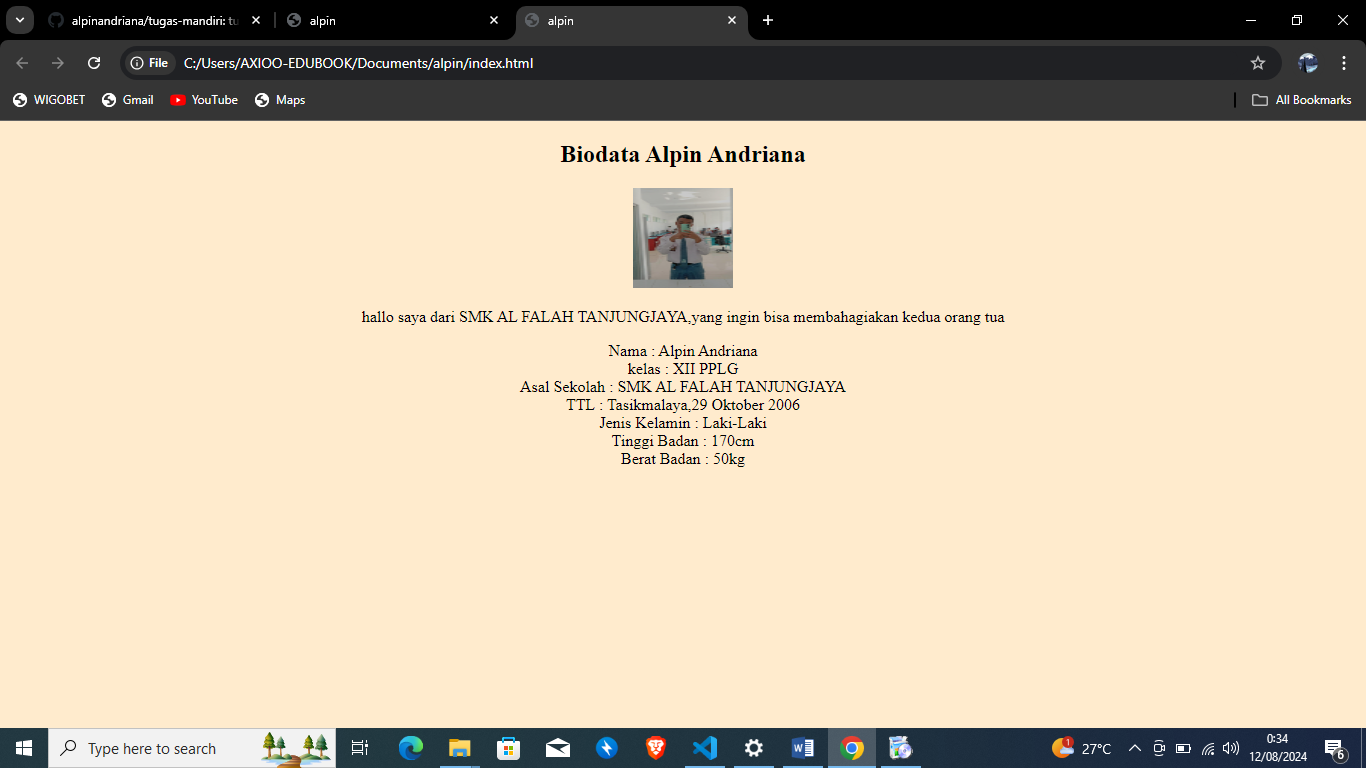 alpinandriana/tugas-mandiri: tu
alpin
alpin
File
C:/Users/AXIOO-EDUBOOK/Documents/alpin/index.html
WIGOBET
Gmail
YouTube
Maps
All Bookmarks
Biodata Alpin Andriana
hallo saya dari SMK AL FALAH TANJUNGJAYA,yang ingin bisa membahagiakan kedua orang tua
Nama : Alpin Andriana
kelas : XII PPLG
Asal Sekolah : SMK AL FALAH TANJUNGJAYA
TTL : Tasikmalaya,29 Oktober 2006
Jenis Kelamin : Laki-Laki
Tinggi Badan : 170cm
Berat Badan : 50kg
Type here to search
1
27°C
0:34
12/08/2024
6